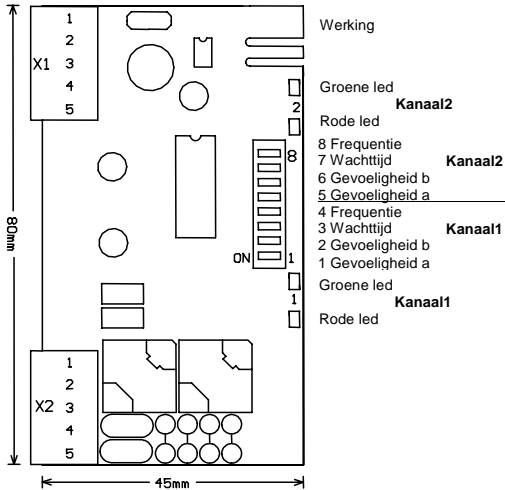 1
2
X1 3
4
5
Werking
Groene led
2 Kanaal2
Rode led
8 8 Frequentie
7 Wachttijd Kanaal2
6 Gevoeligheid b
5 Gevoeligheid a
4 Frequentie
3 Wachttijd Kanaal1
2 Gevoeligheid b
ON 1 1 Gevoeligheid a
Groene led
1 Kanaal1
Rode led
80mm
1
2
X2 3
4
5
45mm